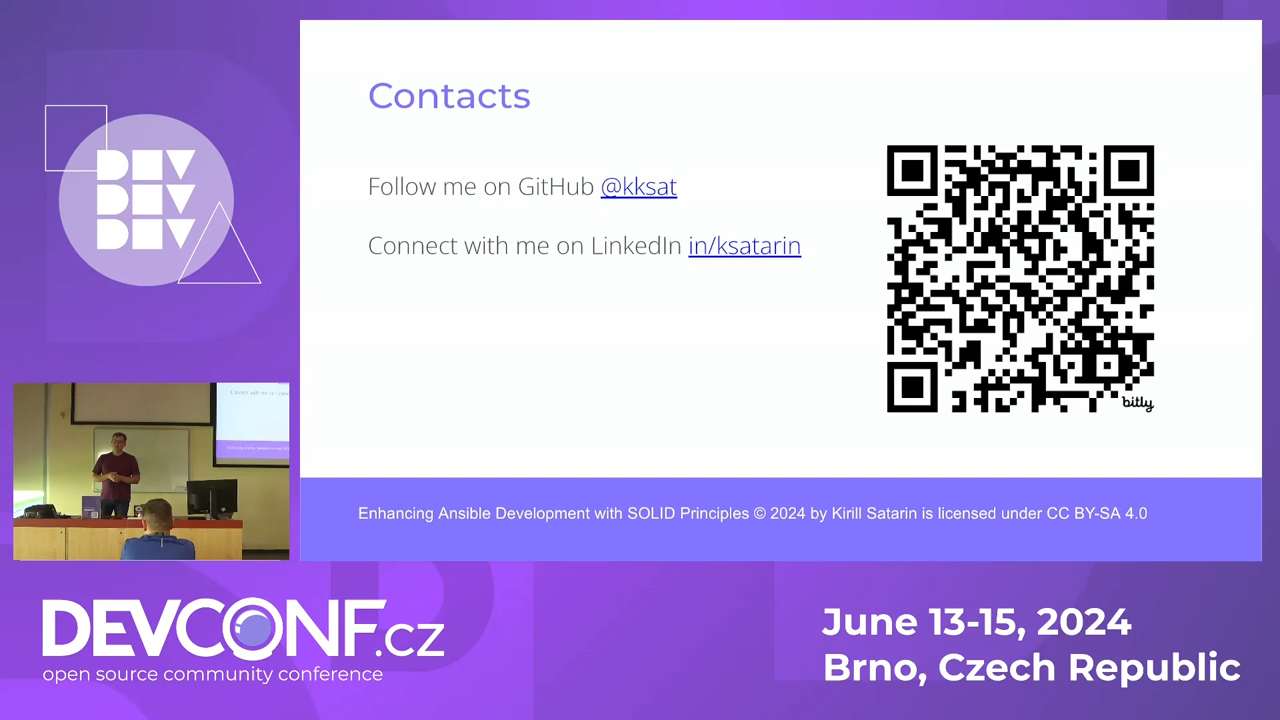 DEV
DEV
DEV
Contacts
Follow me on GitHub @kksat
Connect with me on LinkedIn in/ksatarin
bitly
Enhancing Ansible Development with SOLID Principles © 2024 by Kirill Satarin is licensed under CC BY-SA 4.0
DEVCONF.cz
open source community conference
June 13-15, 2024
Brno, Czech Republic